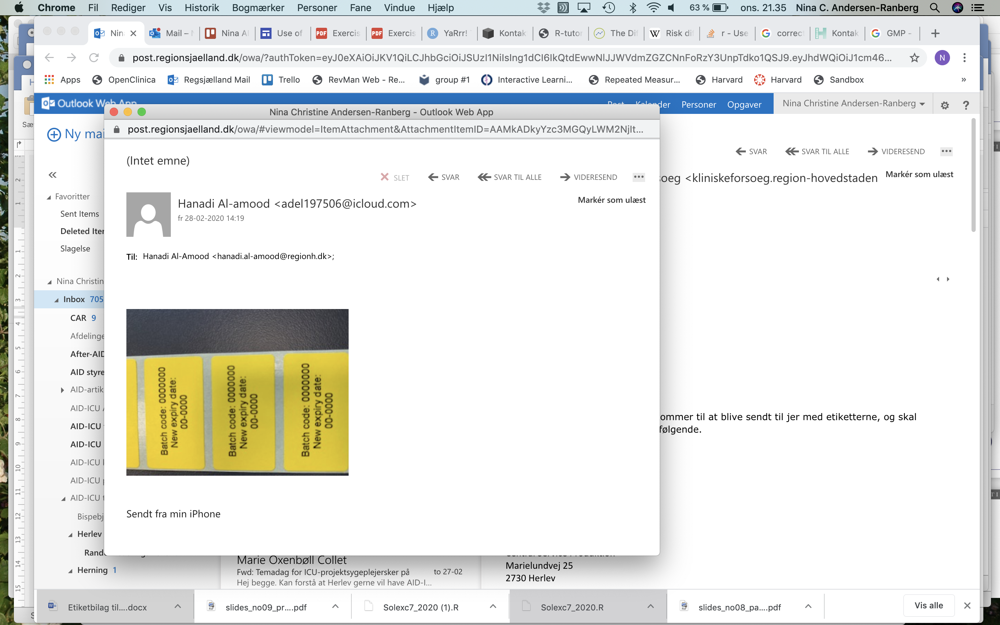 Chrome Fil Rediger Vis Historik Bogmærker Personer Fane Vindue Hjælp 63 % ons. 21.35 Nina C. Andersen-Ranberg
Nin Mail – Nina Al Use of Exercis Exercis YaRrr! Kontak R-tutor The Dif Risk dif r - Use correct Kontak GMP -
post.regionsjaelland.dk/owa/?authToken=eyJ0eXAiOiJKV1QiLCJhbGciOiJSUzI1NiIsIng1dCI6IkQtdEwwNlJJWVdmZGZCNnFoRzY3UnpTdko1QSJ9.eyJhdWQiOiJ1cm46... N
Apps OpenClinica Regsjælland Mail Trello RevMan Web - Re... group #1 Interactive Learni... Repeated Measur... Harvard Harvard Sandbox »
Outlook Web App Post Kalender Personer Opgaver Nina Christine Andersen-Ranberg ?
Nina Christine Andersen-Ranberg - Outlook Web App
post.regionsjaelland.dk/owa/#viewmodel=ItemAttachment&AttachmentItemID=AAMkADkyYzc3MGQyLWM2NjIt...
Ny mai
SVAR SVAR TIL ALLE VIDERESEND •••
(Intet emne)
SLET SVAR SVAR TIL ALLE VIDERESEND •••
soeg <kliniskeforsoeg.region-hovedstaden Markér som ulæst
Hanadi Al-amood <adel197506@icloud.com> Markér som ulæst
fr 28-02-2020 14:19
Til: Hanadi Al-Amood <hanadi.al-amood@regionh.dk>;
Batch code: 0000000
New expiry date:
00-0000
Batch code: 0000000
New expiry date:
00-0000
Batch code: 0000000
New expiry date:
00-0000
Sendt fra min iPhone
«
Favoritter
Sent Items
Deleted Iter
Slagelse
Nina Christin
Inbox 705
CAR 9
Afdelinge
After-AID
AID styre
AID-artik
AID-ICU
AID-ICU
AID-ICU
AID-ICU
AID-ICU
AID-ICU t
Bispebj
Herlev
Rand
Herning 1
ommer til at blive sendt til jer med etiketterne, og skal
følgende.
Marie Oxenbøll Collet
Fwd: Temadag for ICU-projektsygeplejersker på to 27-02
Hej begge. Kan forstå at Herlev gerne vil have AID-I...
Marielundvej 25
2730 Herlev
Etiketbilag til....docx slides_no09_pr....pdf Solexc7_2020 (1).R Solexc7_2020.R slides_no08_pa....pdf Vis alle